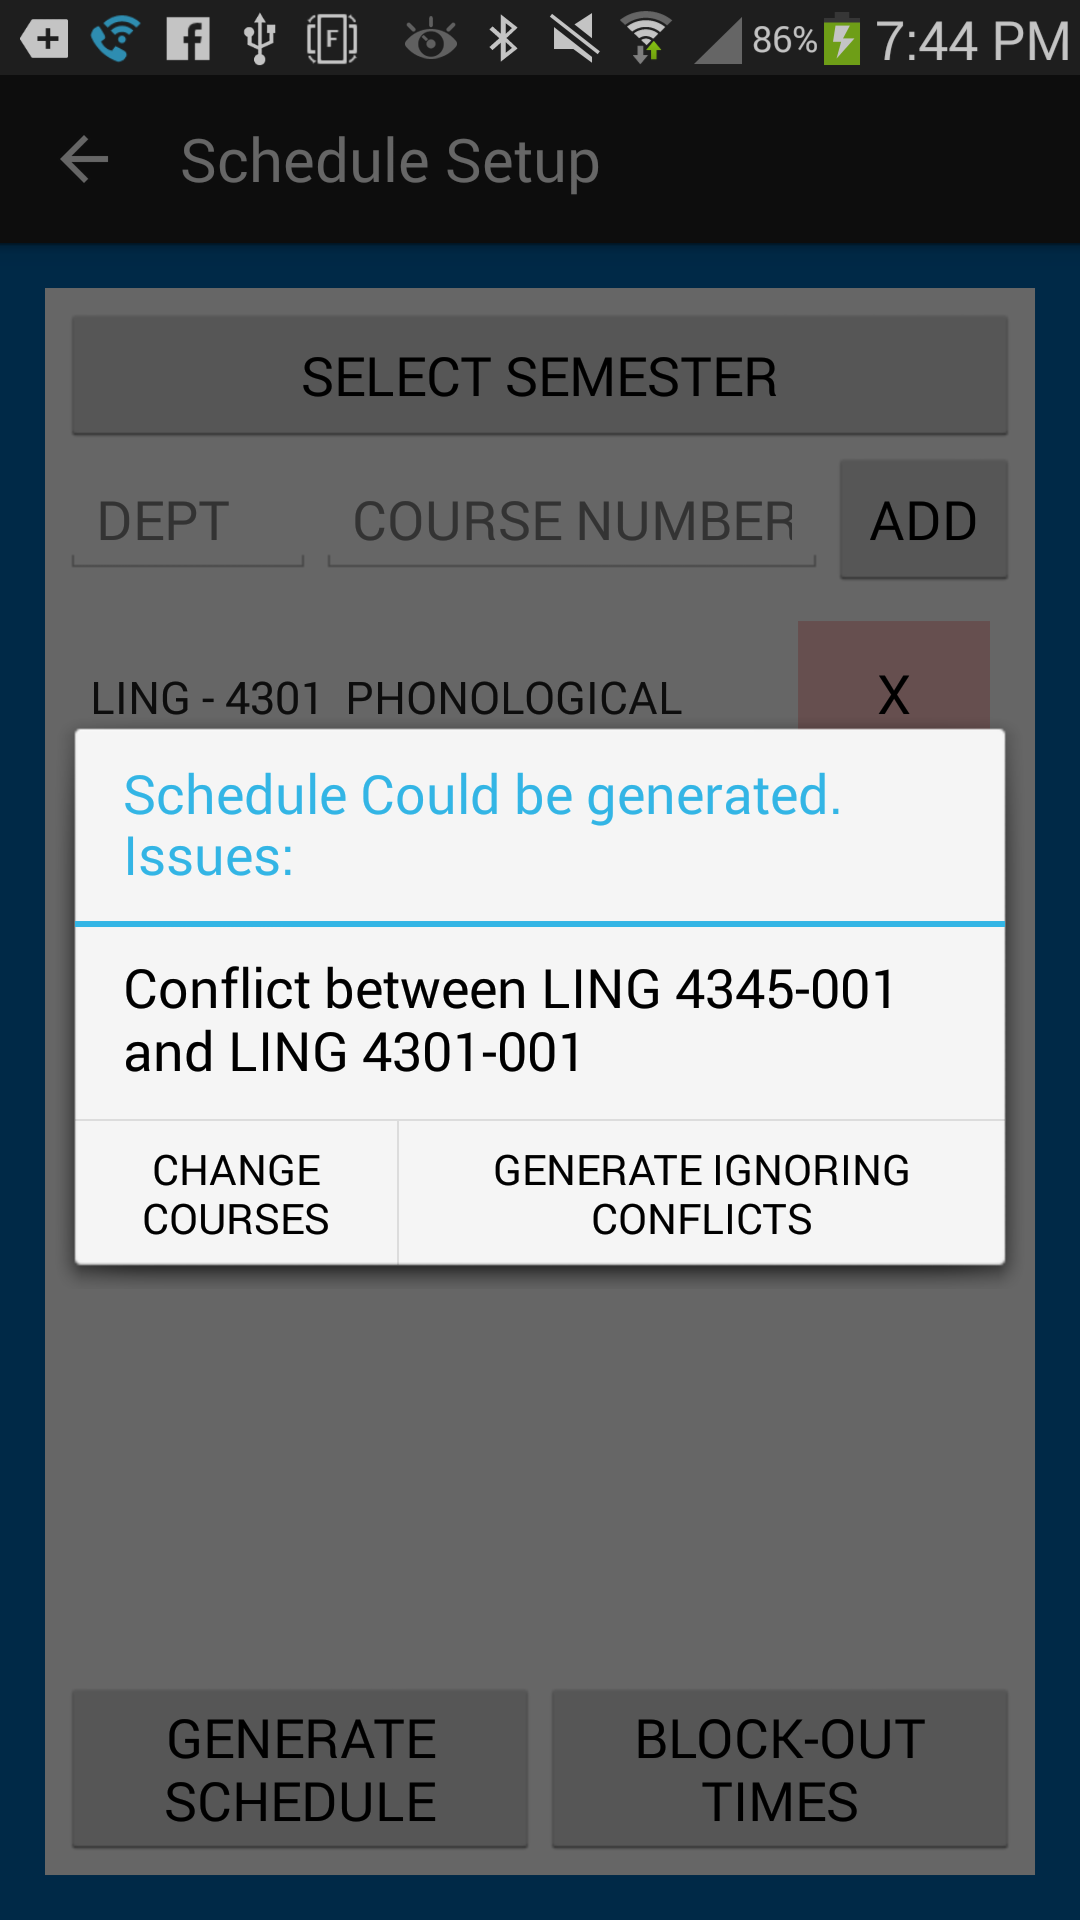 86% 7:44 PM
Schedule Setup
SELECT SEMESTER
DEPT COURSE NUMBER ADD
LING - 4301 PHONOLOGICAL X
Schedule Could be generated.
Issues:
Conflict between LING 4345-001
and LING 4301-001
CHANGE
COURSES
GENERATE IGNORING
CONFLICTS
GENERATE
SCHEDULE
BLOCK-OUT
TIMES